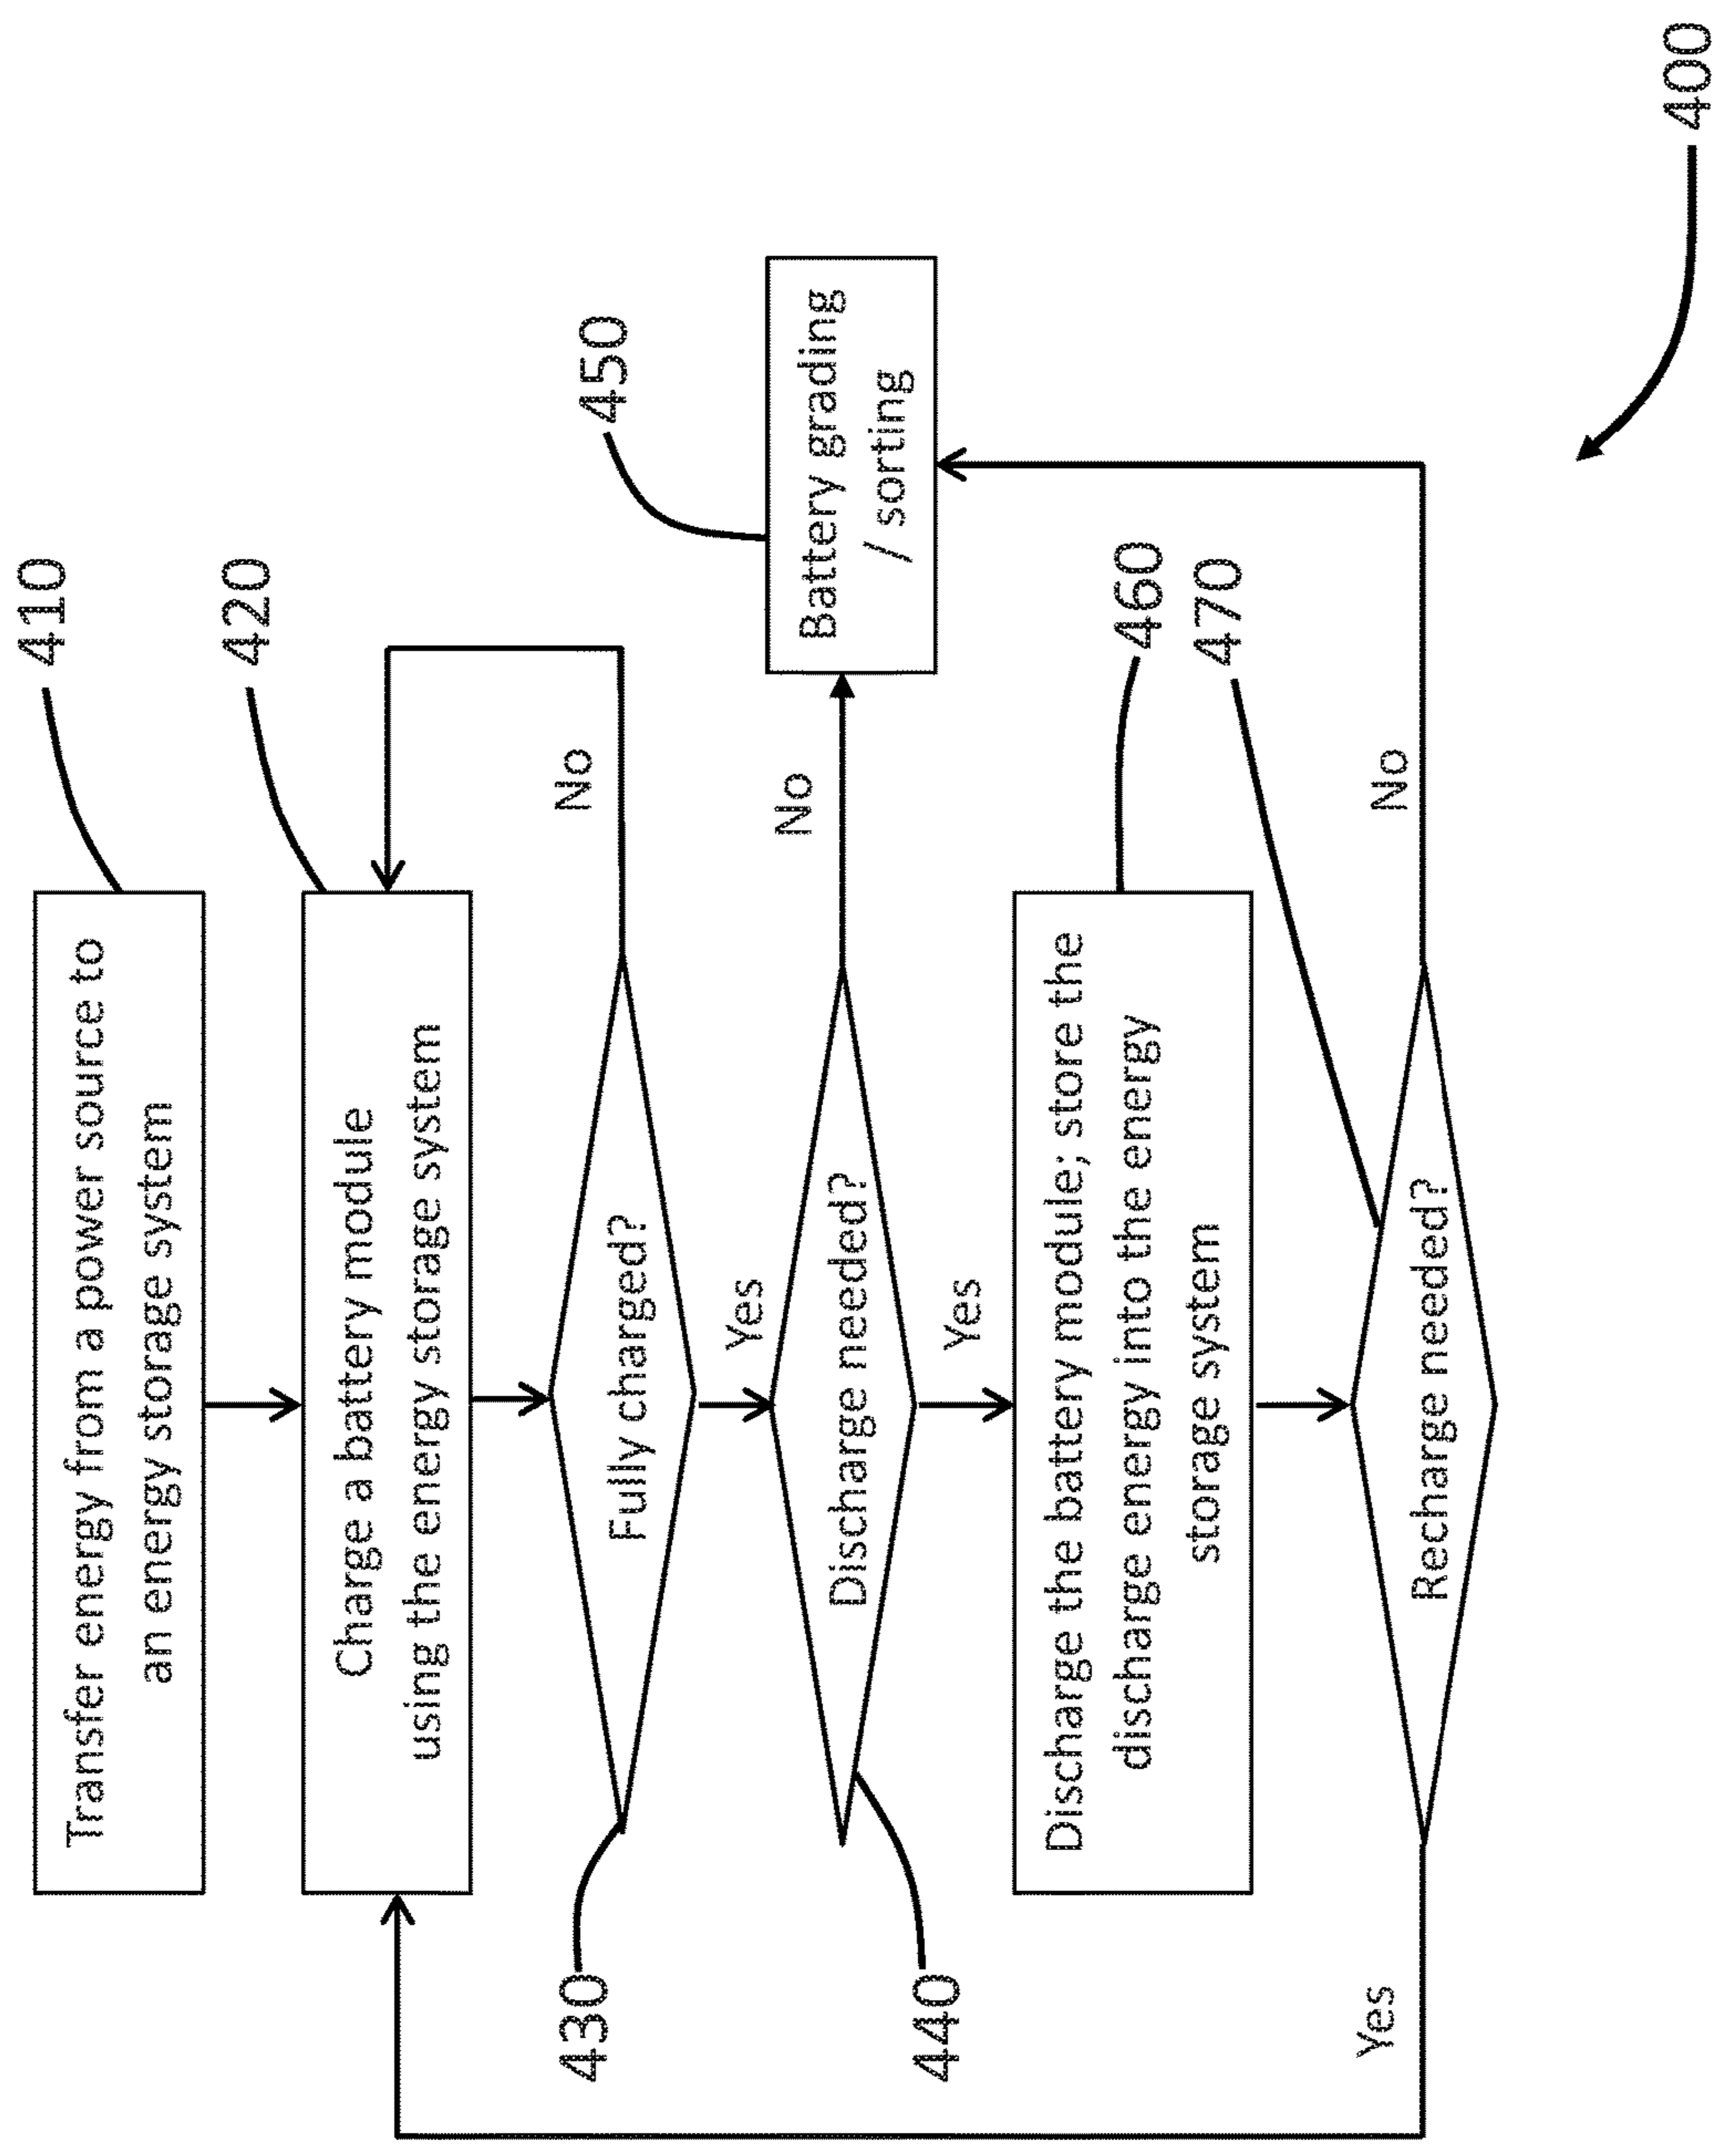 410
Transfer energy from a power source to
an energy storage system
420
Charge a battery module
using the energy storage system
No
430
Fully charged?
Yes
450
Battery grading
/ sorting
No
440
Discharge needed?
Yes
460
Discharge the battery module; store the
discharge energy into the energy
storage system
470
No
Recharge needed?
Yes
400